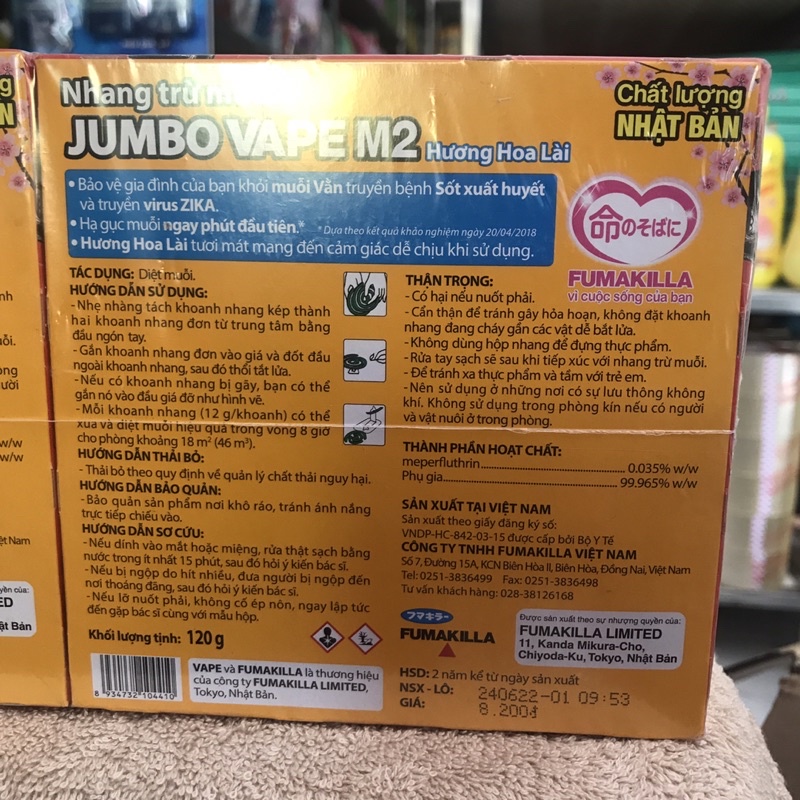 Nhang trừ
JUMBO VAPE M2 Hương Hoa Lài
Chất lượng
NHẬT BẢN
• Bảo vệ gia đình của bạn khỏi muỗi Vằn truyền bệnh Sốt xuất huyết
và truyền virus ZIKA.
• Hạ gục muỗi ngay phút đầu tiên.* * Dựa theo kết quả khảo nghiệm ngày 20/04/2018
• Hương Hoa Lài tươi mát mang đến cảm giác dễ chịu khi sử dụng.
命のそばに
FUMAKILLA
vì cuộc sống của bạn
TÁC DỤNG: Diệt muỗi.
HƯỚNG DẪN SỬ DỤNG:
- Nhẹ nhàng tách khoanh nhang kép thành
hai khoanh nhang đơn từ trung tâm bằng
đầu ngón tay.
- Gắn khoanh nhang đơn vào giá và đốt đầu
ngoài khoanh nhang, sau đó thổi tắt lửa.
- Nếu có khoanh nhang bị gãy, bạn có thể
gắn nó vào đầu giá đỡ như hình vẽ.
- Mỗi khoanh nhang (12 g/khoanh) có thể
xua và diệt muỗi hiệu quả trong vòng 8 giờ
cho phòng khoảng 18 m² (46 m³).
HƯỚNG DẪN THẢI BỎ:
- Thải bỏ theo quy định về quản lý chất thải nguy hại.
HƯỚNG DẪN BẢO QUẢN:
- Bảo quản sản phẩm nơi khô ráo, tránh ánh nắng
trực tiếp chiếu vào.
HƯỚNG DẪN SƠ CỨU:
- Nếu dính vào mắt hoặc miệng, rửa thật sạch bằng
nước trong ít nhất 15 phút, sau đó hỏi ý kiến bác sĩ.
- Nếu bị ngộp do hít nhiều, đưa người bị ngộp đến
nơi thoáng đãng, sau đó hỏi ý kiến bác sĩ.
- Nếu lỡ nuốt phải, không cố ép nôn, ngay lập tức
đến gặp bác sĩ cùng với mẫu hộp.
Khối lượng tịnh: 120 g
8 934732 104410
VAPE và FUMAKILLA là thương hiệu
của công ty FUMAKILLA LIMITED,
Tokyo, Nhật Bản.
THẬN TRỌNG:
- Có hại nếu nuốt phải.
- Cẩn thận để tránh gây hỏa hoạn, không đặt khoanh
nhang đang cháy gần các vật dễ bắt lửa.
- Không dùng hộp nhang để đựng thực phẩm.
- Rửa tay sạch sẽ sau khi tiếp xúc với nhang trừ muỗi.
- Để tránh xa thực phẩm và tầm với trẻ em.
- Nên sử dụng ở những nơi có sự lưu thông không
khí. Không sử dụng trong phòng kín nếu có người
và vật nuôi ở trong phòng.
THÀNH PHẦN HOẠT CHẤT:
meperfluthrin........ 0.035% w/w
Phụ gia........ 99.965% w/w
SẢN XUẤT TẠI VIỆT NAM
Sản xuất theo giấy đăng ký số:
VNDP-HC-842-03-15 được cấp bởi Bộ Y Tế
CÔNG TY TNHH FUMAKILLA VIỆT NAM
Số 7, Đường 15A, KCN Biên Hòa II, Biên Hòa, Đồng Nai, Việt Nam
Tel: 0251-3836499 Fax: 0251-3836498
Tư vấn khách hàng: 028-38126168
フマキラー
FUMAKILLA
Được sản xuất theo sự nhượng quyền của:
FUMAKILLA LIMITED
11, Kanda Mikura-Cho,
Chiyoda-Ku, Tokyo, Nhật Bản
HSD: 2 năm kể từ ngày sản xuất
NSX - LÔ: 240622-01 09:53
GIÁ: 8.200đ